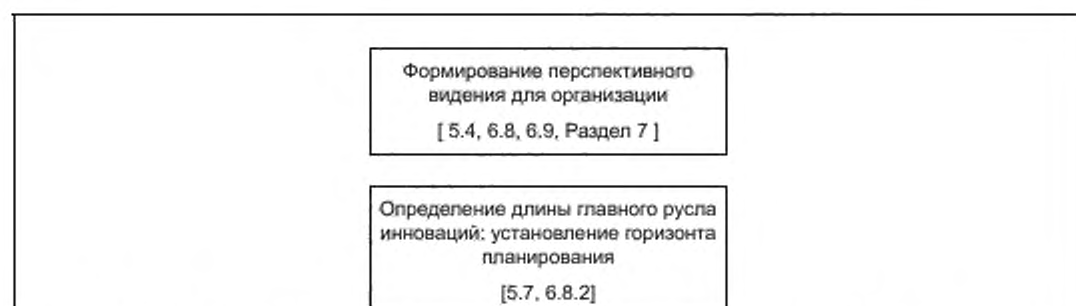 Формирование перспективного
видения для организации
[ 5.4, 6.8, 6.9, Раздел 7 ]
Определение длины главного русла
инноваций: установление горизонта
планирования
[5.7, 6.8.2]